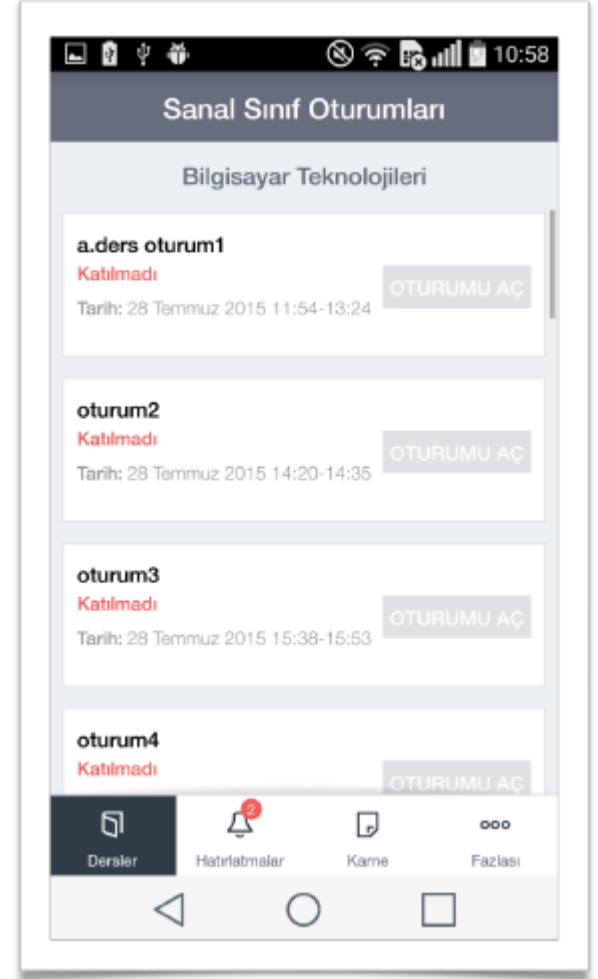 10:58
Sanal Sınıf Oturumları
Bilgisayar Teknolojileri
a.ders oturum1
Katılmadı
OTURUMU AÇ
Tarih: 28 Temmuz 2015 11:54-13:24
oturum2
Katılmadı
OTURUMU AÇ
Tarih: 28 Temmuz 2015 14:20-14:35
oturum3
Katılmadı
OTURUMU AÇ
Tarih: 28 Temmuz 2015 15:38-15:53
oturum4
Katılmadı
OTURUMU AÇ
2
Dersler
Hatırlatmalar
Karne
Fazlası